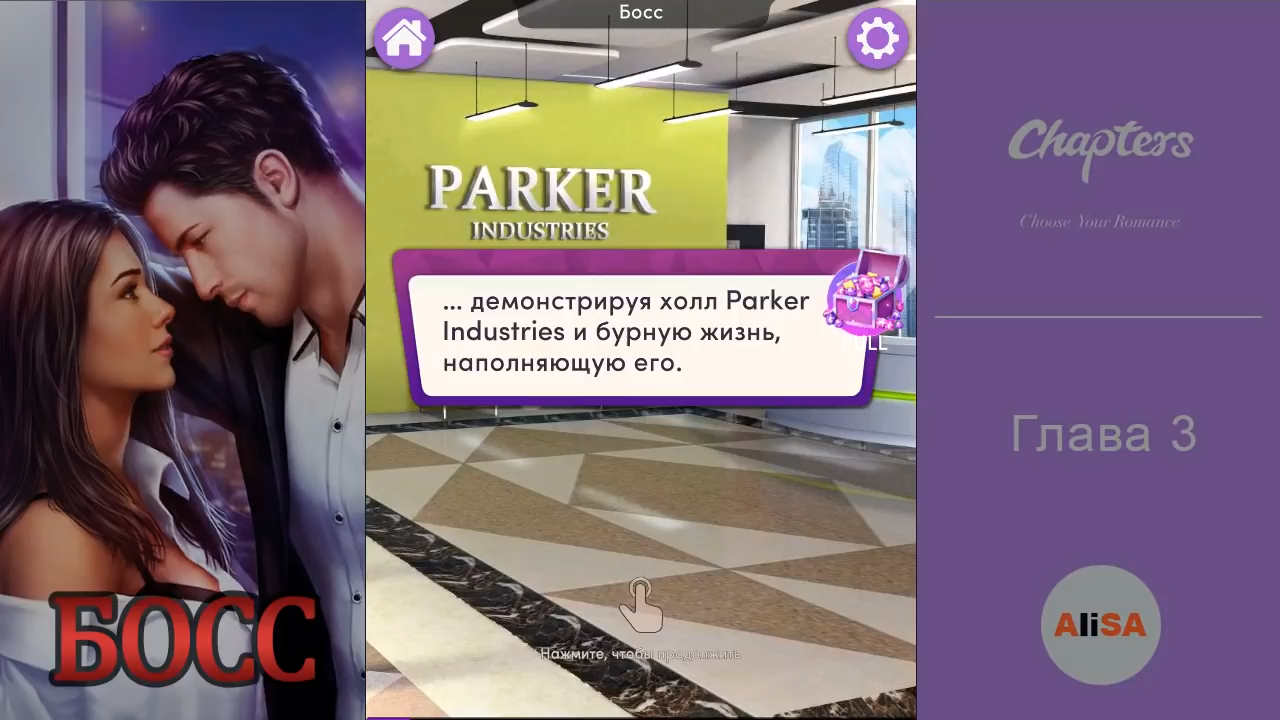 Босс
PARKER
INDUSTRIES
... демонстрируя холл Parker
Industries и бурную жизнь,
наполняющую его.
Нажмите, чтобы продолжить
БОСС
Chapters
Choose Your Romance
Глава 3
AliSA